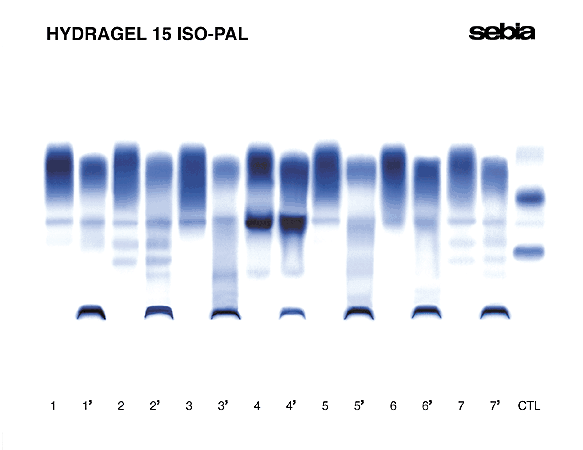 HYDRAGEL 15 ISO-PAL
sebia
1 1’ 2 2’ 3 3’ 4 4’ 5 5’ 6 6’ 7 7’ CTL